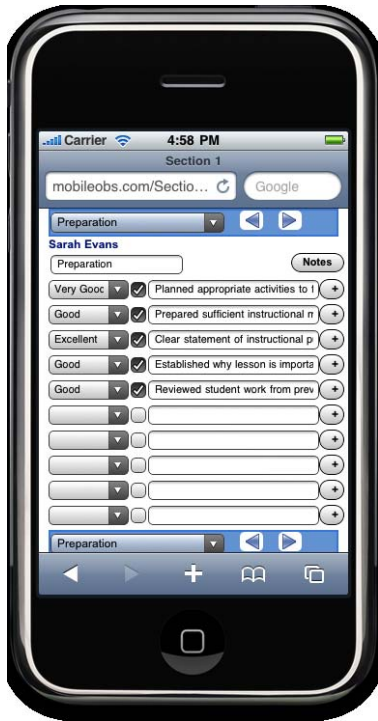 Carrier 4:58 PM
Section 1
mobileobs.com/Sectio... Google
Preparation
Sarah Evans
Preparation Notes
Very Good Planned appropriate activities to f +
Good Prepared sufficient instructional m +
Excellent Clear statement of instructional p +
Good Established why lesson is importa +
Good Reviewed student work from prev +
+
+
+
+
+
Preparation